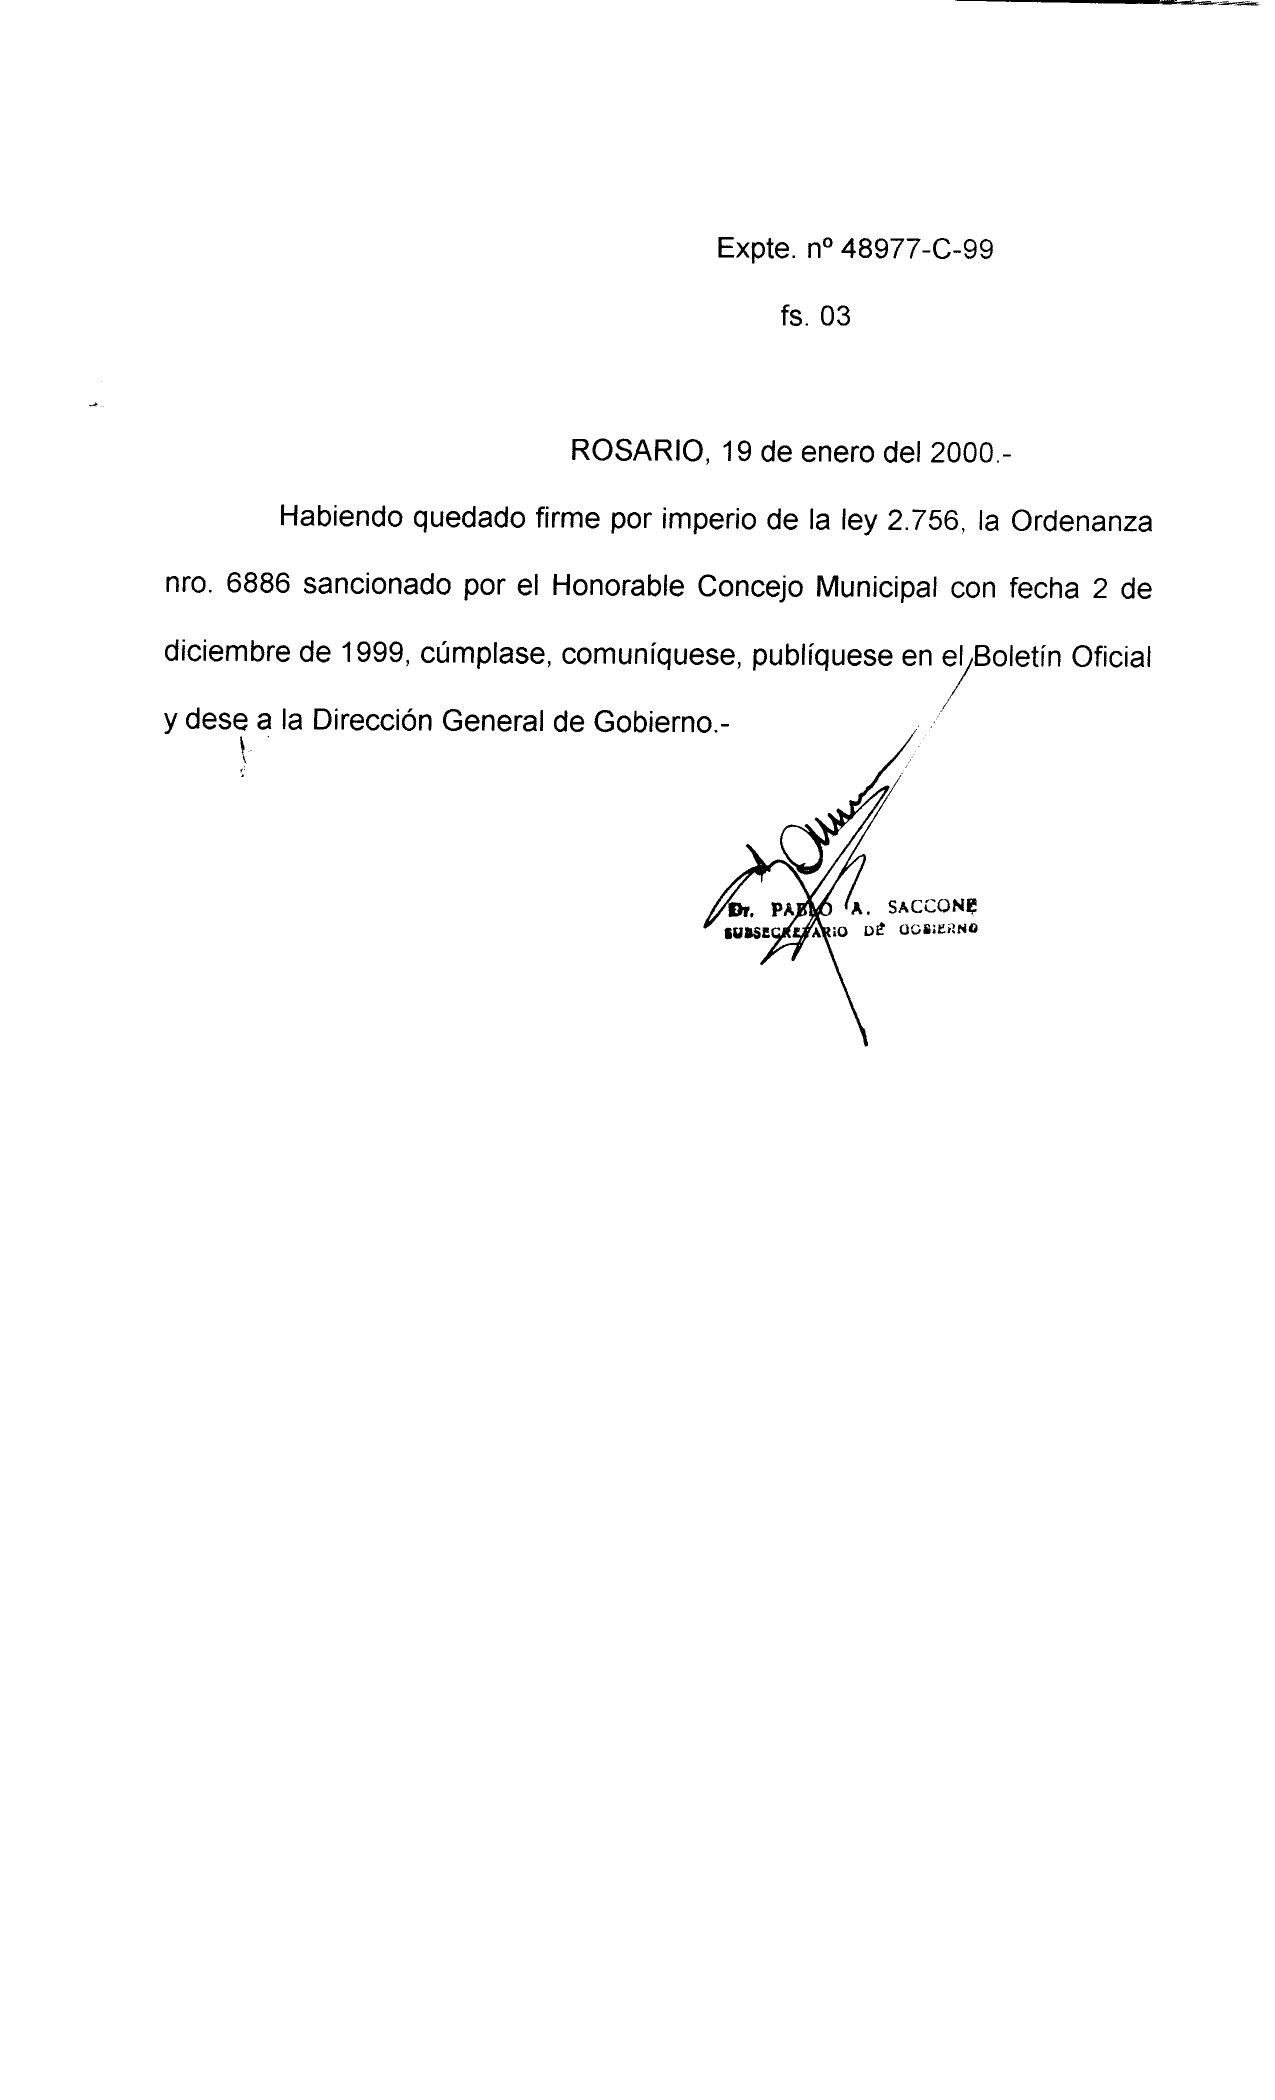 Expte. nº 48977-C-99
fs. 03
ROSARIO, 19 de enero del 2000.-
Habiendo quedado firme por imperio de la ley 2.756, la Ordenanza
nro. 6886 sancionado por el Honorable Concejo Municipal con fecha 2 de
diciembre de 1999, cúmplase, comuníquese, publíquese en el Boletín Oficial
y dese a la Dirección General de Gobierno.-
Dr. PABLO A. SACCONE
SUBSECRETARIO DE GOBIERNO